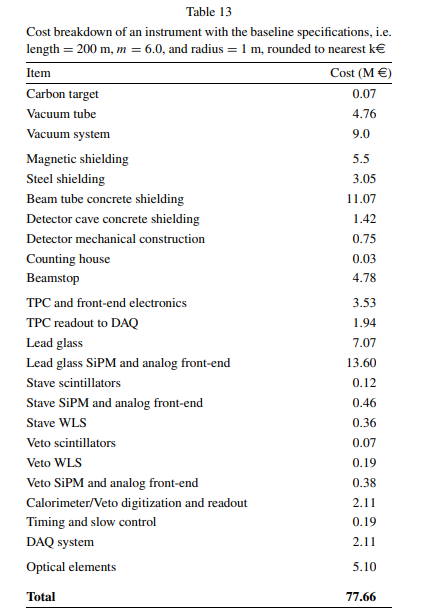 Table 13
Cost breakdown of an instrument with the baseline specifications, i.e.
length = 200 m, m = 6.0, and radius = 1 m, rounded to nearest k€
Item Cost (M €)
Carbon target 0.07
Vacuum tube 4.76
Vacuum system 9.0
Magnetic shielding 5.5
Steel shielding 3.05
Beam tube concrete shielding 11.07
Detector cave concrete shielding 1.42
Detector mechanical construction 0.75
Counting house 0.03
Beamstop 4.78
TPC and front-end electronics 3.53
TPC readout to DAQ 1.94
Lead glass 7.07
Lead glass SiPM and analog front-end 13.60
Stave scintillators 0.12
Stave SiPM and analog front-end 0.46
Stave WLS 0.36
Veto scintillators 0.07
Veto WLS 0.19
Veto SiPM and analog front-end 0.38
Calorimeter/Veto digitization and readout 2.11
Timing and slow control 0.19
DAQ system 2.11
Optical elements 5.10
Total 77.66